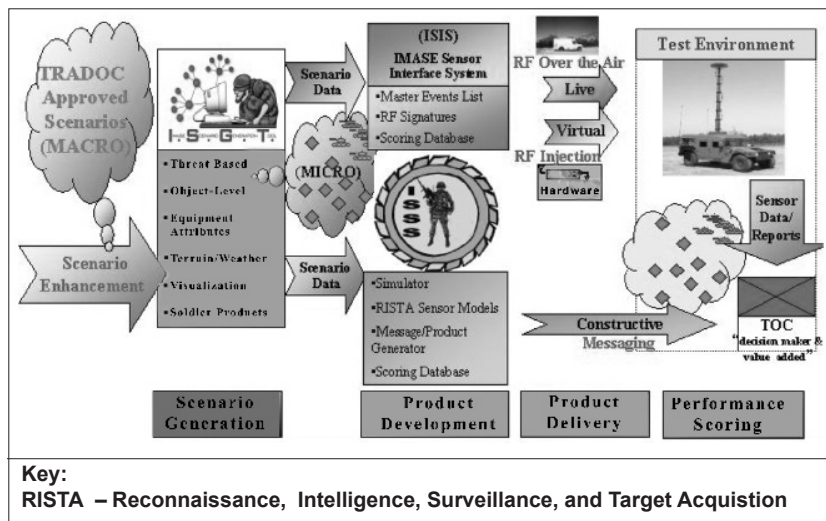 TRADOC
Approved
Scenarios
(MACRO)
Scenario
Enhancement
I.S.G.T.
•Threat Based
•Object-Level
•Equipment
Attributes
•Terrain/Weather
•Visualization
•Soldier Products
Scenario
Data
(MICRO)
Scenario
Data
(ISIS)
IMASE Sensor
Interface System
•Master Events List
•RF Signatures
•Scoring Database
I
S
S
S
•Simulator
•RISTA Sensor Models
•Message/Product
Generator
•Scoring Database
RF Over the Air
Live
Virtual
RF Injection
Hardware
Constructive
Messaging
Test Environment
Sensor
Data/
Reports
TOC
“decision maker &
value added”
Scenario
Generation
Product
Development
Product
Delivery
Performance
Scoring
Key:
RISTA – Reconnaissance, Intelligence, Surveillance, and Target Acquistion